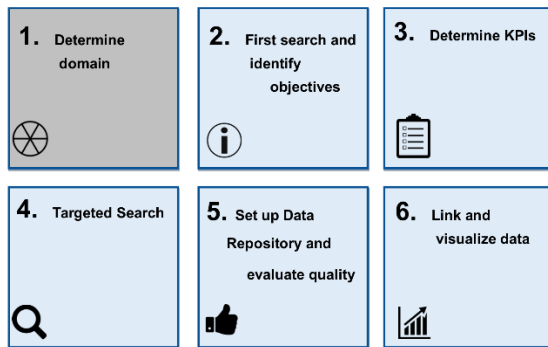 1. Determine
domain
2. First search and
identify
objectives
3. Determine KPIs
4. Targeted Search
5. Set up Data
Repository and
evaluate quality
6. Link and
visualize data